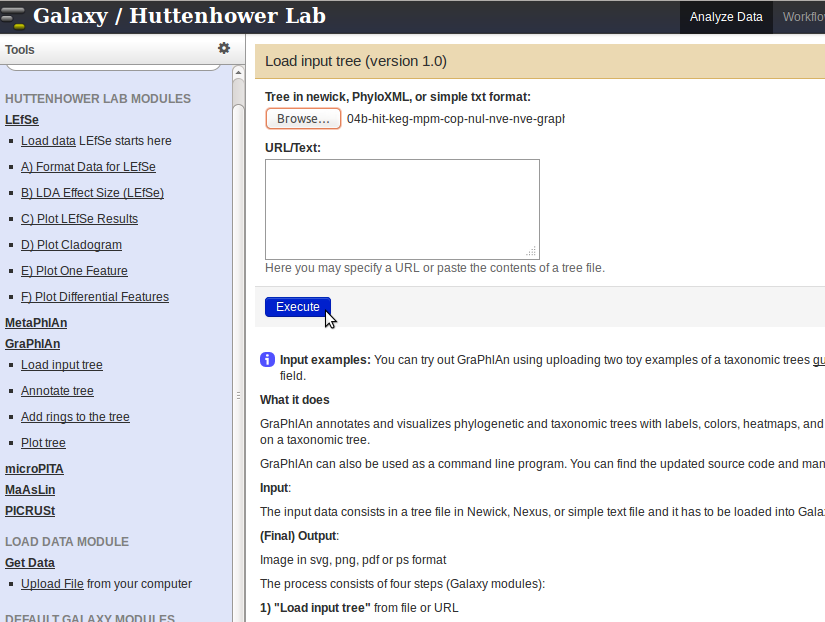 Galaxy / Huttenhower Lab
Analyze Data
Workflow
Tools
HUTTENHOWER LAB MODULES
LEfSe
Load data LEfSe starts here
A) Format Data for LEfSe
B) LDA Effect Size (LEfSe)
C) Plot LEfSe Results
D) Plot Cladogram
E) Plot One Feature
F) Plot Differential Features
MetaPhlAn
GraPhlAn
Load input tree
Annotate tree
Add rings to the tree
Plot tree
microPITA
MaAsLin
PICRUSt
LOAD DATA MODULE
Get Data
Upload File from your computer
DEFAULT GALAXY MODULES
Load input tree (version 1.0)
Tree in newick, PhyloXML, or simple txt format:
Browse... 04b-hit-keg-mpm-cop-nul-nve-nve-graph
URL/Text:
Here you may specify a URL or paste the contents of a tree file.
Execute
Input examples: You can try out GraPhlAn using uploading two toy examples of a taxonomic trees gu
field.
What it does
GraPhlAn annotates and visualizes phylogenetic and taxonomic trees with labels, colors, heatmaps, and
on a taxonomic tree.
GraPhlAn can also be used as a command line program. You can find the updated source code and man
Input:
The input data consists in a tree file in Newick, Nexus, or simple text file and it has to be loaded into Gala
(Final) Output:
Image in svg, png, pdf or ps format
The process consists of four steps (Galaxy modules):
1) "Load input tree" from file or URL